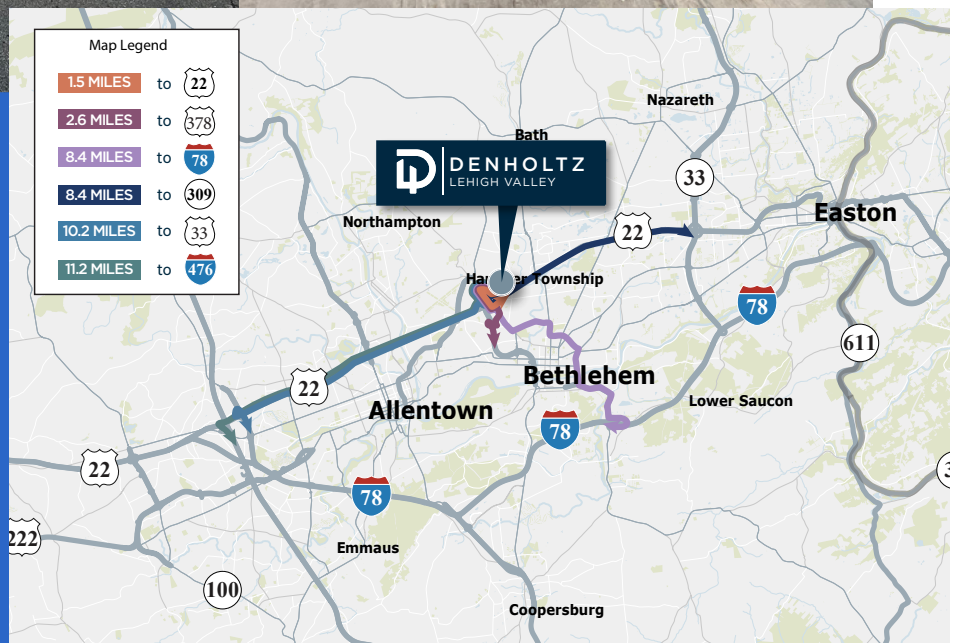 Map Legend
1.5 MILES to 22
2.6 MILES to 378
8.4 MILES to 78
8.4 MILES to 309
10.2 MILES to 33
11.2 MILES to 476
Nazareth
Bath
DENHOLTZ
LEHIGH VALLEY
33
Northampton
Easton
22
Township
78
611
Bethlehem
22
Lower Saucon
Allentown
78
22
78
222
Emmaus
100
Coopersburg